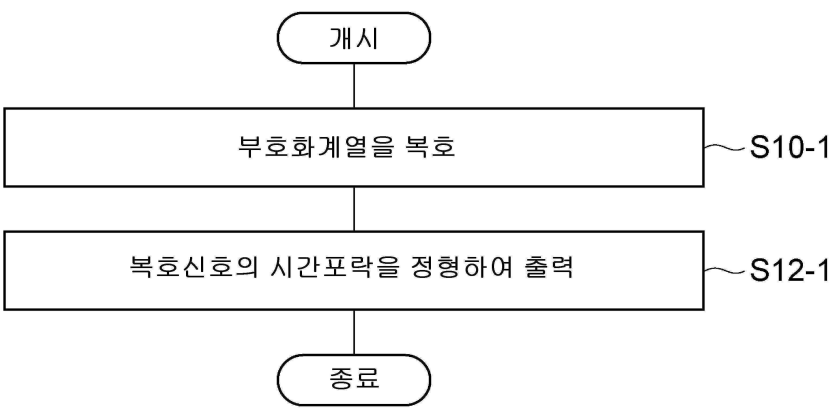 개시
부호화계열을 복호
S10-1
복호신호의 시간포락을 정형하여 출력
S12-1
종료